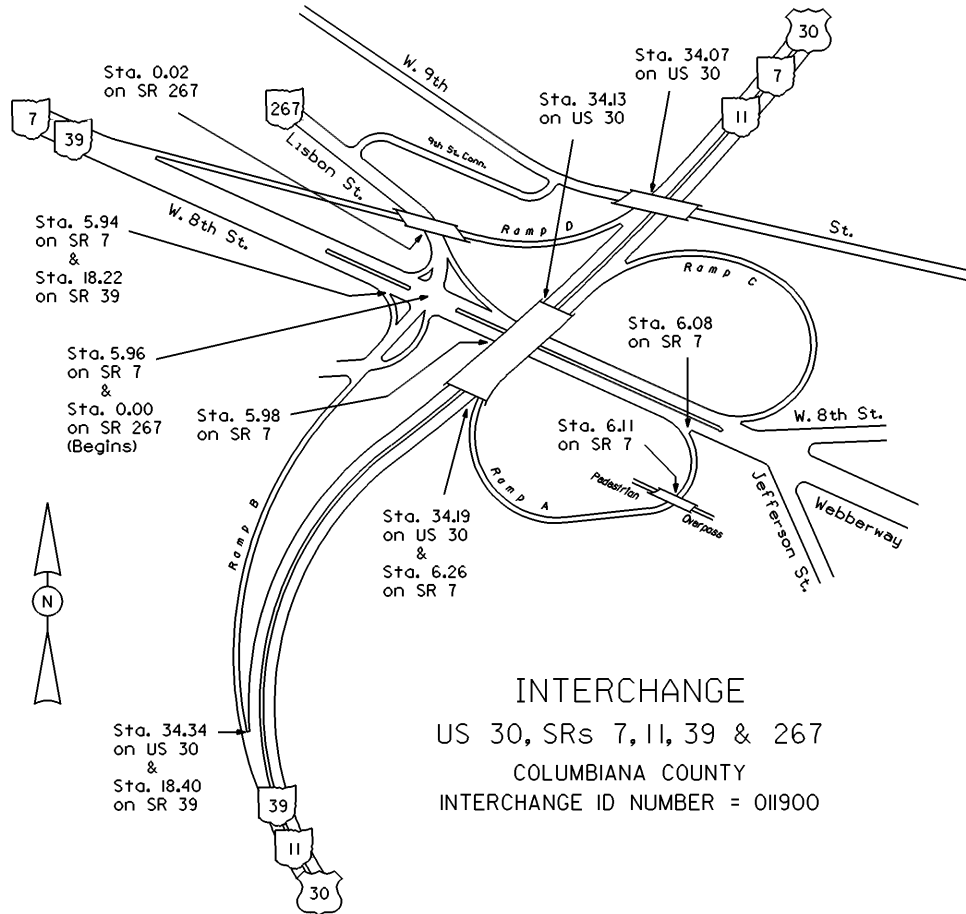 30
7
11
W. 9th
Sta. 34.07
on US 30
Sta. 0.02
on SR 267
Sta. 34.13
on US 30
7
39
267
Lisbon St.
9th St. Conn.
W. 8th St.
Ramp D
St.
Sta. 5.94
on SR 7
&
Sta. 18.22
on SR 39
Ramp C
Sta. 6.08
on SR 7
Sta. 5.96
on SR 7
&
Sta. 0.00
on SR 267
(Begins)
Sta. 5.98
on SR 7
W. 8th St.
Sta. 6.11
on SR 7
Ramp A
Pedestrian
Overpass
Jefferson St.
Webberway
Ramp B
Sta. 34.19
on US 30
&
Sta. 6.26
on SR 7
N
Sta. 34.34
on US 30
&
Sta. 18.40
on SR 39
39
11
30
INTERCHANGE
US 30, SRs 7, 11, 39 & 267
COLUMBIANA COUNTY
INTERCHANGE ID NUMBER = 011900